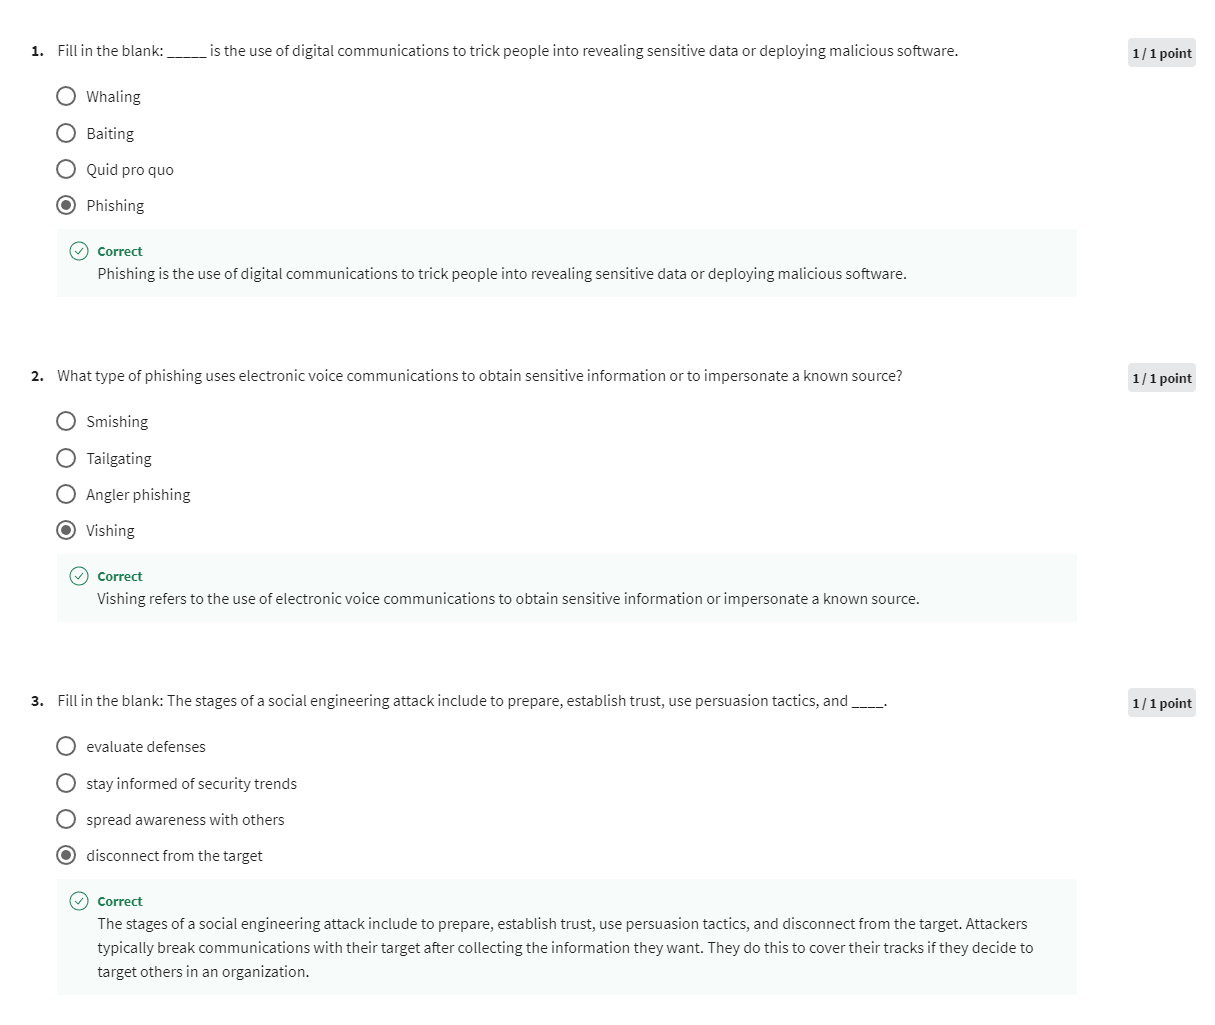 1. Fill in the blank: _____ is the use of digital communications to trick people into revealing sensitive data or deploying malicious software.
1 / 1 point
Whaling
Baiting
Quid pro quo
Phishing
Correct
Phishing is the use of digital communications to trick people into revealing sensitive data or deploying malicious software.
2. What type of phishing uses electronic voice communications to obtain sensitive information or to impersonate a known source?
1 / 1 point
Smishing
Tailgating
Angler phishing
Vishing
Correct
Vishing refers to the use of electronic voice communications to obtain sensitive information or impersonate a known source.
3. Fill in the blank: The stages of a social engineering attack include to prepare, establish trust, use persuasion tactics, and ____.
1 / 1 point
evaluate defenses
stay informed of security trends
spread awareness with others
disconnect from the target
Correct
The stages of a social engineering attack include to prepare, establish trust, use persuasion tactics, and disconnect from the target. Attackers
typically break communications with their target after collecting the information they want. They do this to cover their tracks if they decide to
target others in an organization.